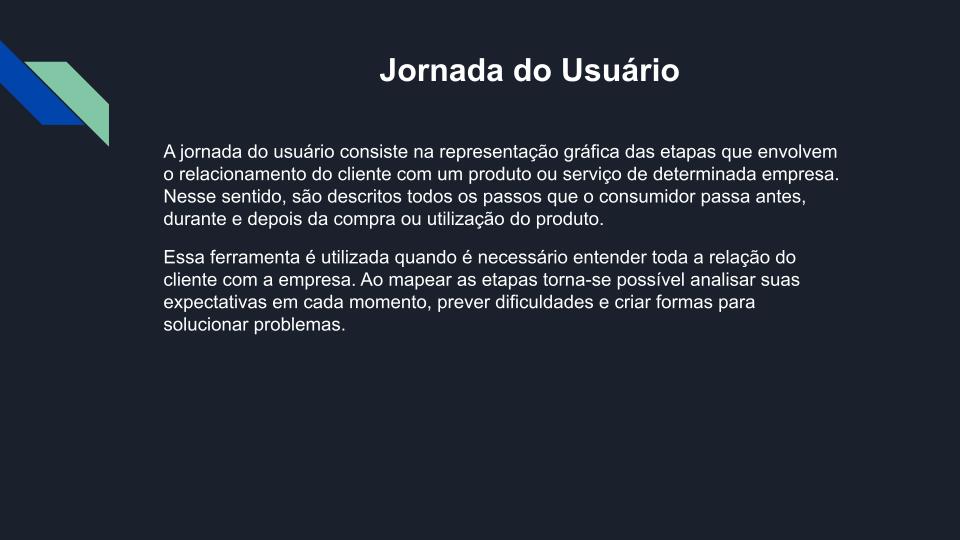 Jornada do Usuário
A jornada do usuário consiste na representação gráfica das etapas que envolvem
o relacionamento do cliente com um produto ou serviço de determinada empresa.
Nesse sentido, são descritos todos os passos que o consumidor passa antes,
durante e depois da compra ou utilização do produto.
Essa ferramenta é utilizada quando é necessário entender toda a relação do
cliente com a empresa. Ao mapear as etapas torna-se possível analisar suas
expectativas em cada momento, prever dificuldades e criar formas para
solucionar problemas.